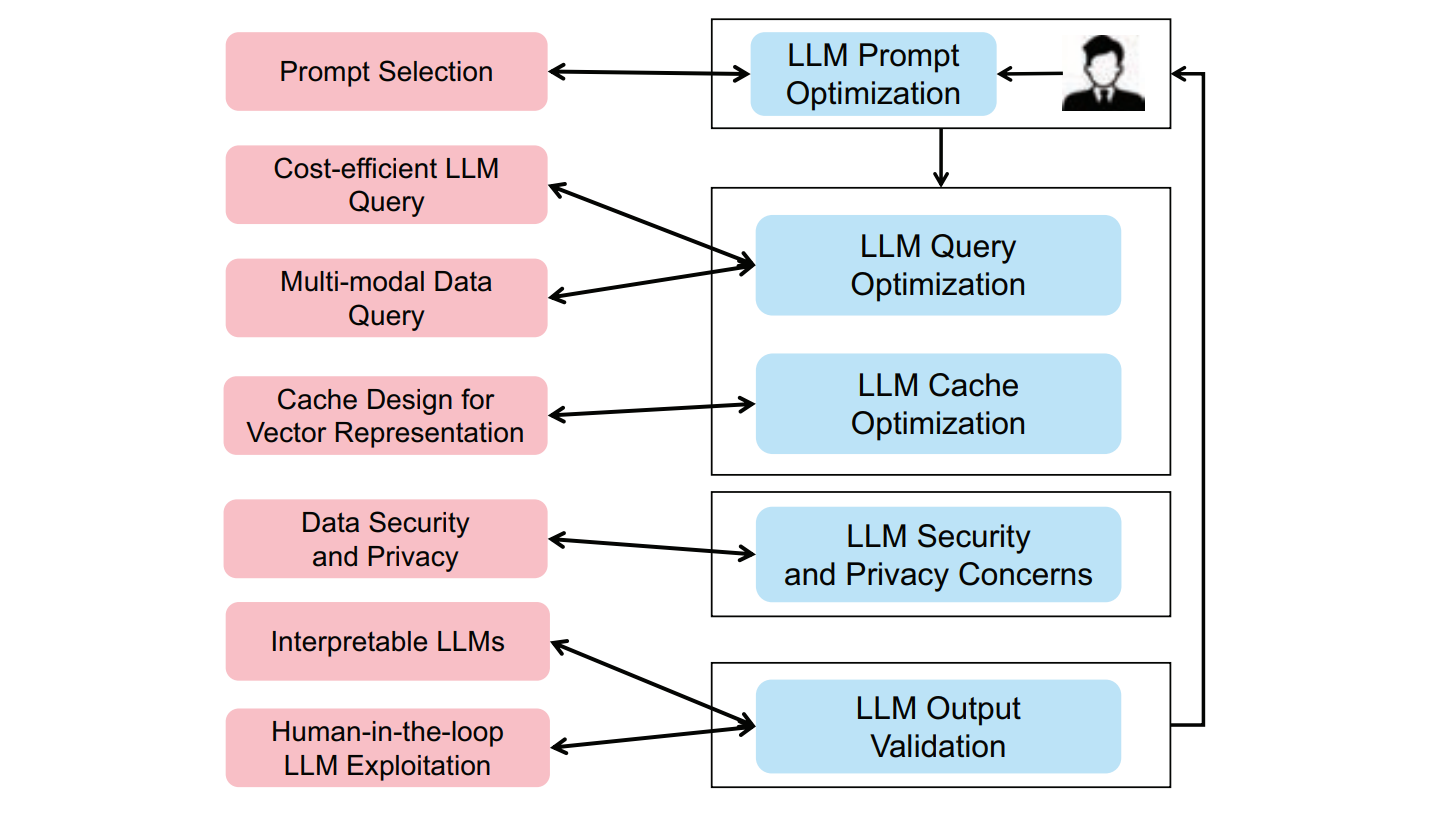 Prompt Selection
LLM Prompt
Optimization
Cost-efficient LLM
Query
Multi-modal Data
Query
LLM Query
Optimization
Cache Design for
Vector Representation
LLM Cache
Optimization
Data Security
and Privacy
LLM Security
and Privacy Concerns
Interpretable LLMs
Human-in-the-loop
LLM Exploitation
LLM Output
Validation